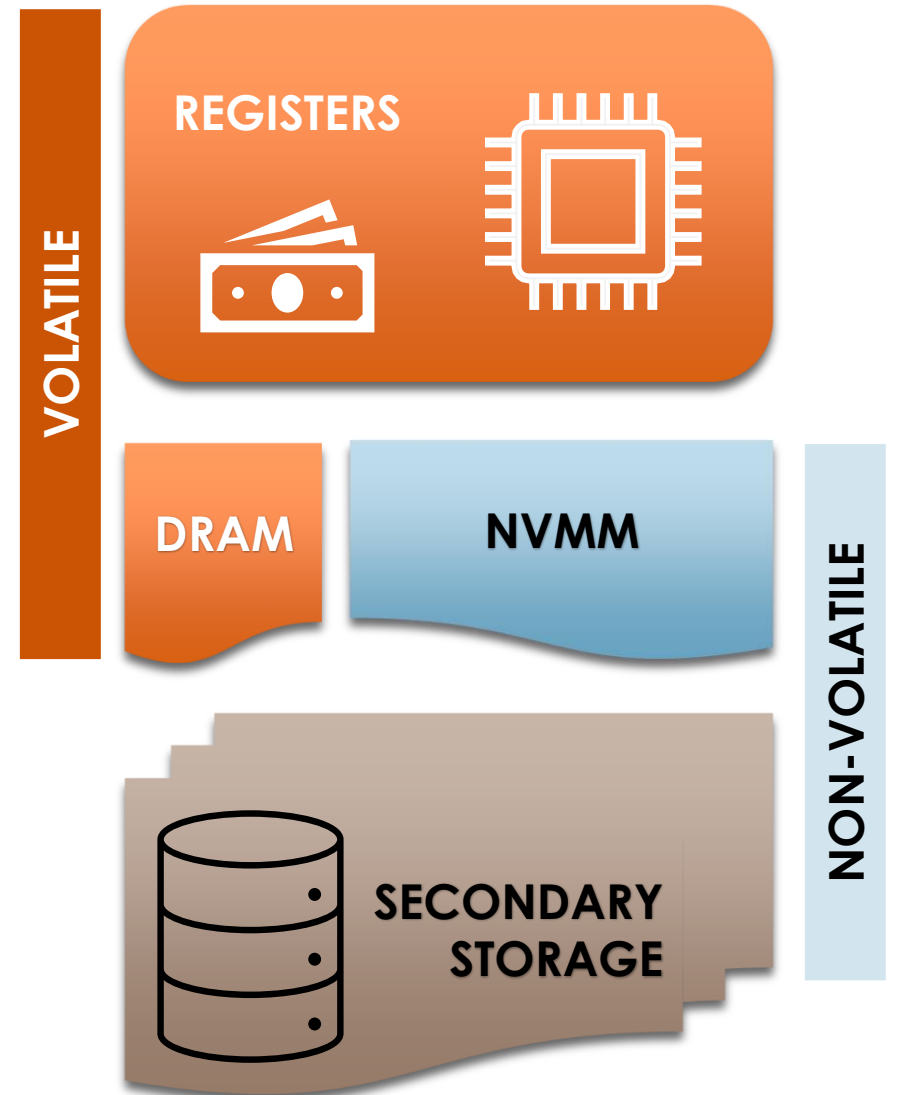 VOLATILE
REGISTERS
DRAM
NVMM
NON-VOLATILE
SECONDARY
STORAGE